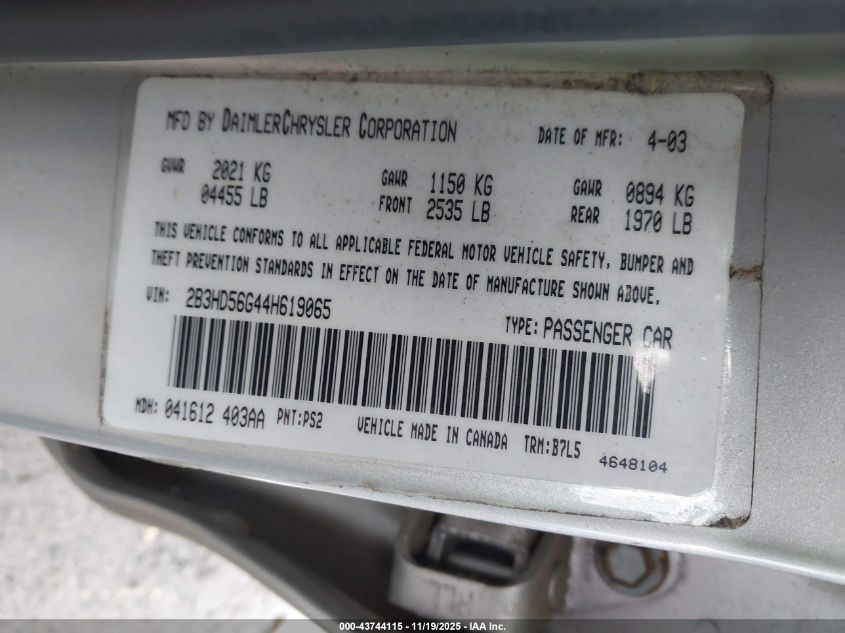 MFD BY DAIMLERCHRYSLER CORPORATION DATE OF MFR: 4-03
GVWR 2021 KG GAWR 1150 KG GAWR 0894 KG
04455 LB FRONT 2535 LB REAR 1970 LB
THIS VEHICLE CONFORMS TO ALL APPLICABLE FEDERAL MOTOR VEHICLE SAFETY, BUMPER AND
THEFT PREVENTION STANDARDS IN EFFECT ON THE DATE OF MANUFACTURE SHOWN ABOVE.
VIN: 2B3HD56G44H619065 TYPE: PASSENGER CAR
MDH: 041612 403AA PNT:PS2 VEHICLE MADE IN CANADA TRM:B7L5
4648104
000-43744115 - 11/19/2025 - IAA Inc.